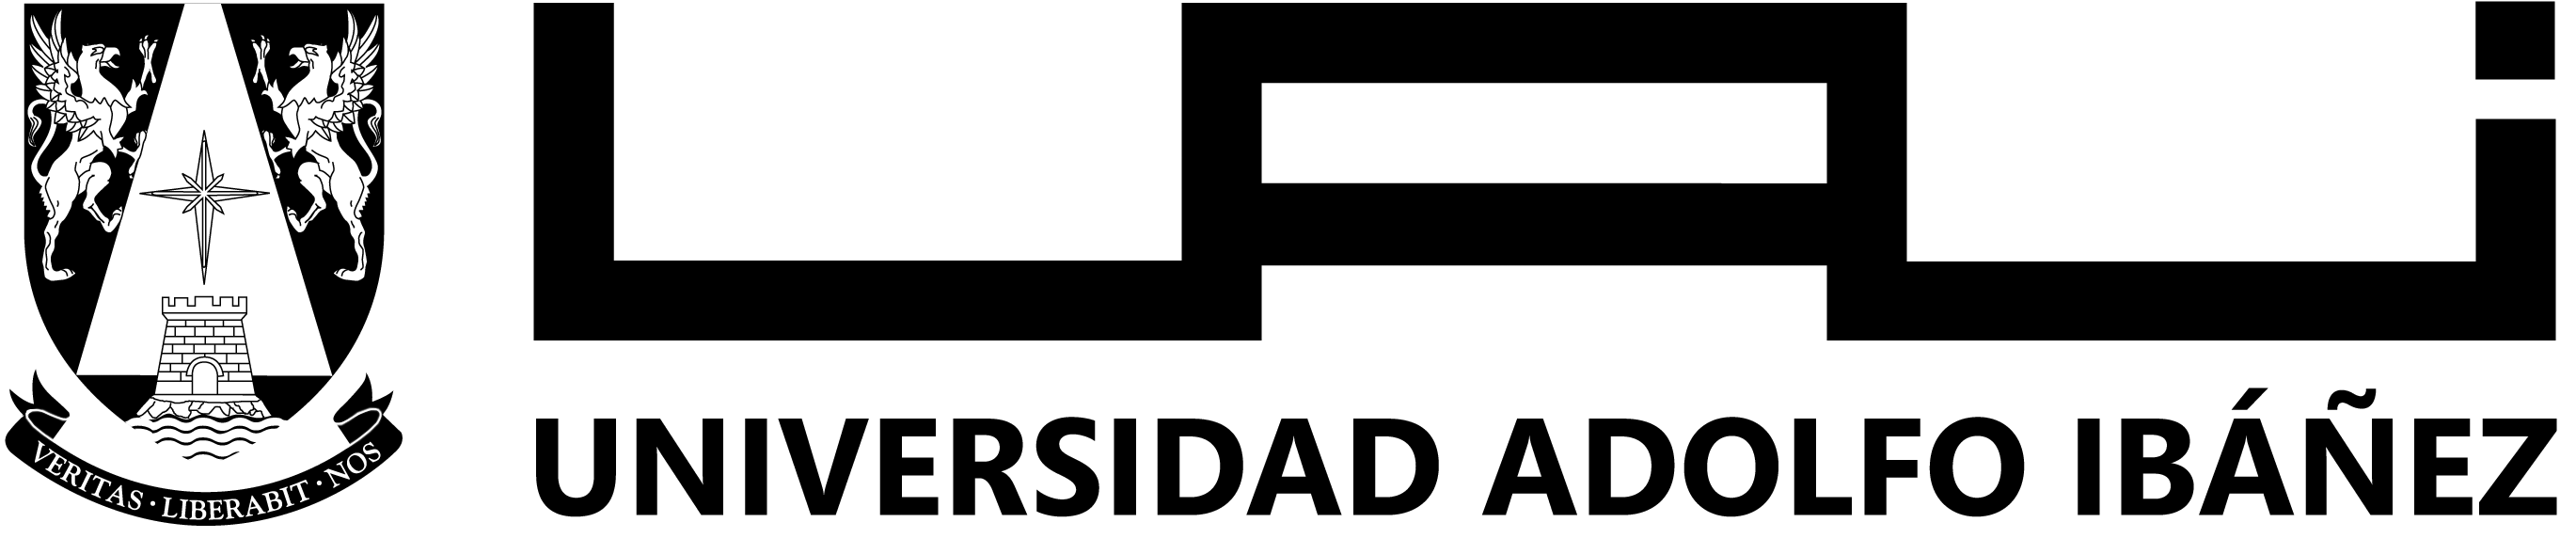 VERITAS · LIBERABIT · NOS
UAi
UNIVERSIDAD ADOLFO IBÁÑEZ